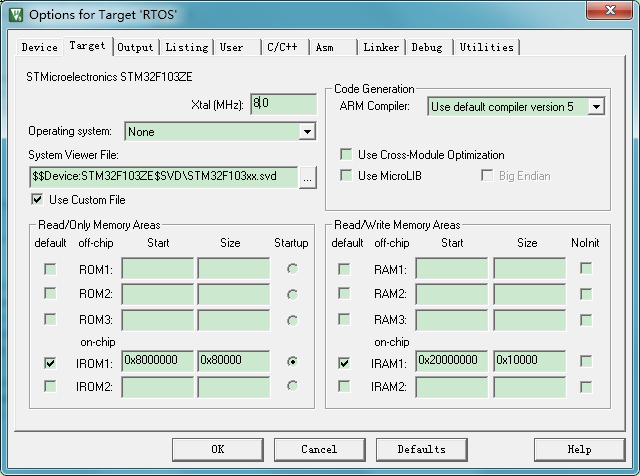 Options for Target 'RTOS'
Device Target Output Listing User C/C++ Asm Linker Debug Utilities
STMicroelectronics STM32F103ZE
Xtal (MHz): 8.0
Operating system: None
System Viewer File:
$$Device:STM32F103ZE$SVD\STM32F103xx.svd ...
Use Custom File
Code Generation
ARM Compiler: Use default compiler version 5
Use Cross-Module Optimization
Use MicroLIB Big Endian
Read/Only Memory Areas
default off-chip Start Size Startup
ROM1:
ROM2:
ROM3:
on-chip
IROM1: 0x8000000 0x80000
IROM2:
Read/Write Memory Areas
default off-chip Start Size NoInit
RAM1:
RAM2:
RAM3:
on-chip
IRAM1: 0x20000000 0x10000
IRAM2:
OK Cancel Defaults Help